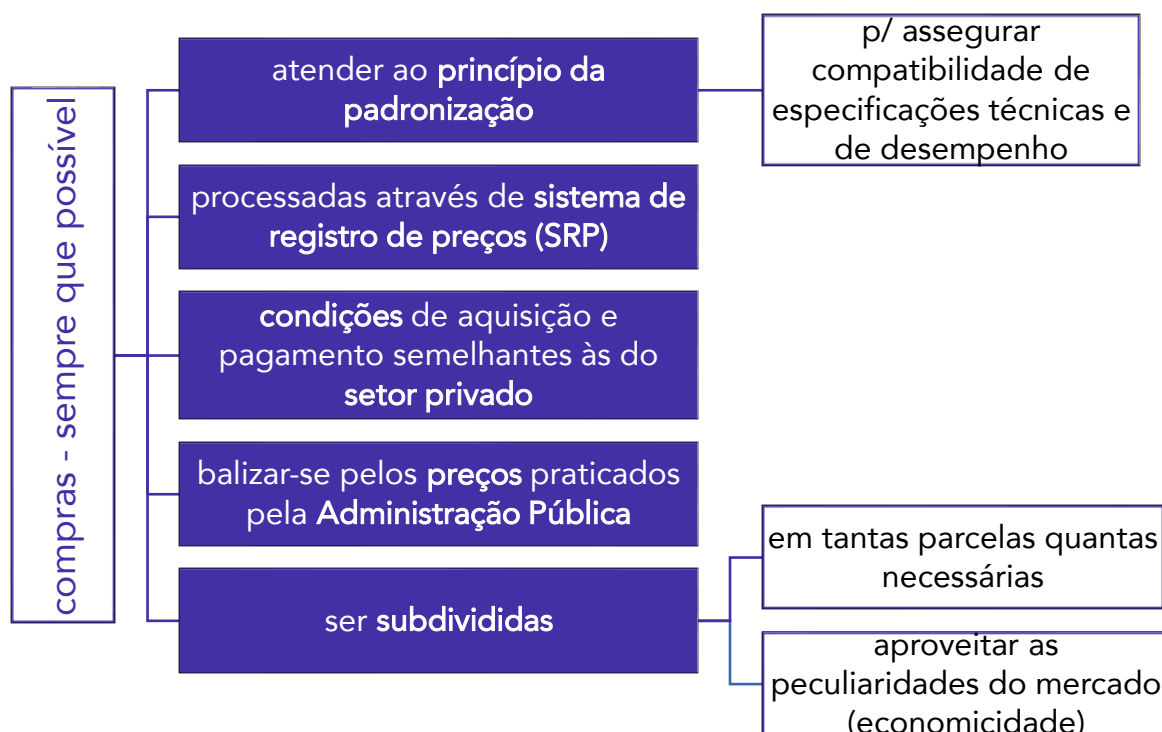 compras - sempre que possível
atender ao princípio da
padronização
p/ assegurar
compatibilidade de
especificações técnicas e
de desempenho
processadas através de sistema de
registro de preços (SRP)
condições de aquisição e
pagamento semelhantes às do
setor privado
balizar-se pelos preços praticados
pela Administração Pública
ser subdivididas
em tantas parcelas quantas
necessárias
aproveitar as
peculiaridades do mercado
(economicidade)